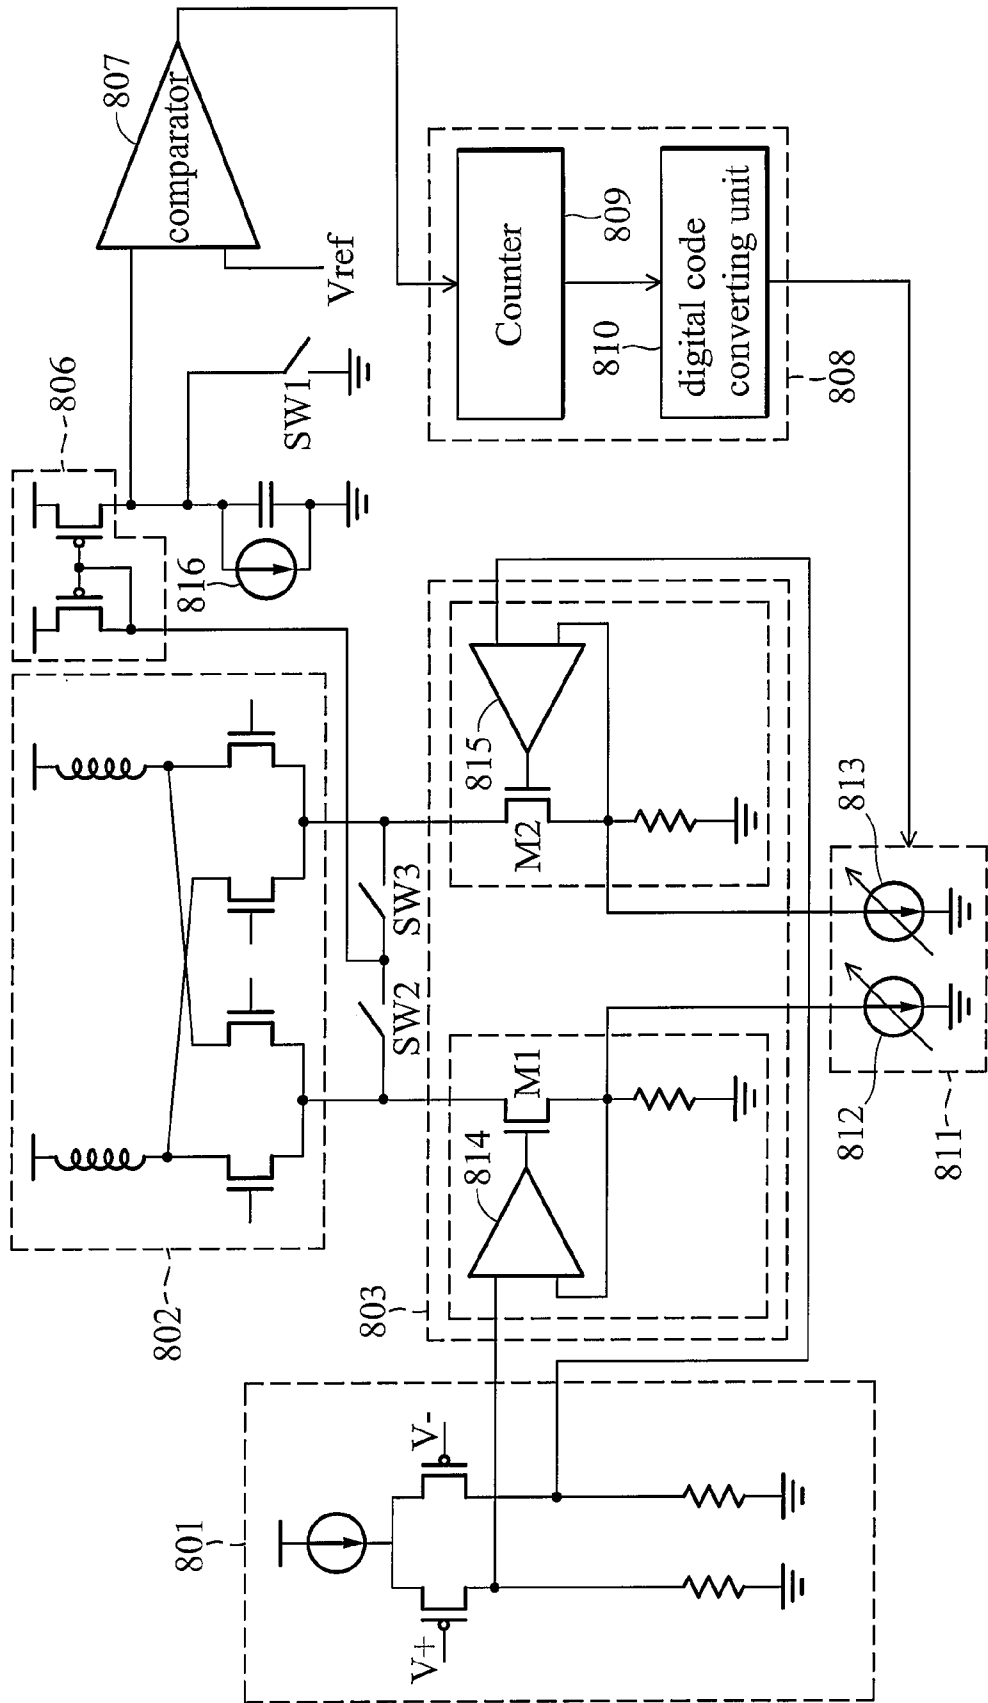 801
V+
V-
802
803
814
M1
SW2
SW3
M2
815
806
816
SW1
Vref
807
comparator
Counter
809
810
digital code
converting unit
808
811
812
813